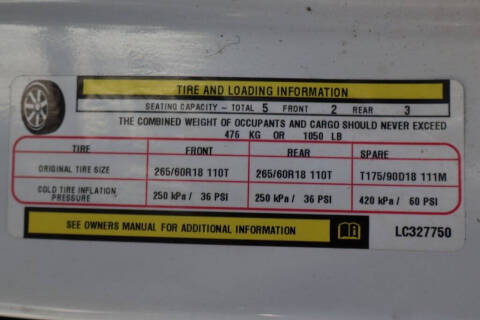 TIRE AND LOADING INFORMATION
SEATING CAPACITY - TOTAL 5 FRONT 2 REAR 3
THE COMBINED WEIGHT OF OCCUPANTS AND CARGO SHOULD NEVER EXCEED
476 KG OR 1050 LB
TIRE FRONT REAR SPARE
ORIGINAL TIRE SIZE 265/60R18 110T 265/60R18 110T T175/90D18 111M
COLD TIRE INFLATION
PRESSURE 250 kPa / 36 PSI 250 kPa / 36 PSI 420 kPa / 60 PSI
SEE OWNERS MANUAL FOR ADDITIONAL INFORMATION LC327750